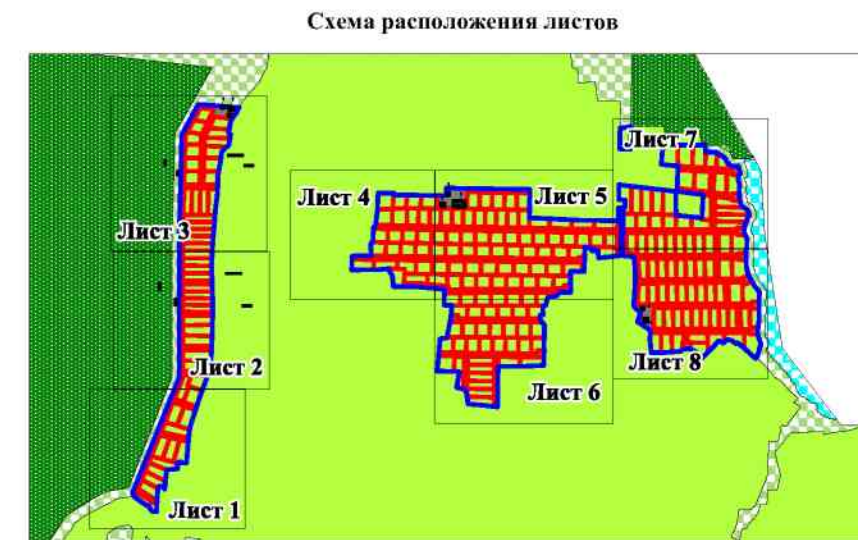 Схема расположения листов
Лист 7
Лист 4
Лист 5
Лист 3
Лист 2
Лист 8
Лист 6
Лист 1